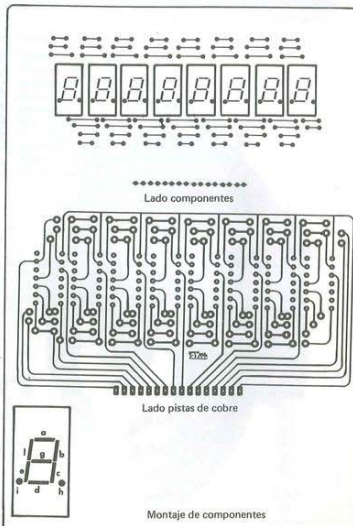 Lado componentes
Lado pistas de cobre
a
g
b
c
i
d
h
Montaje de componentes